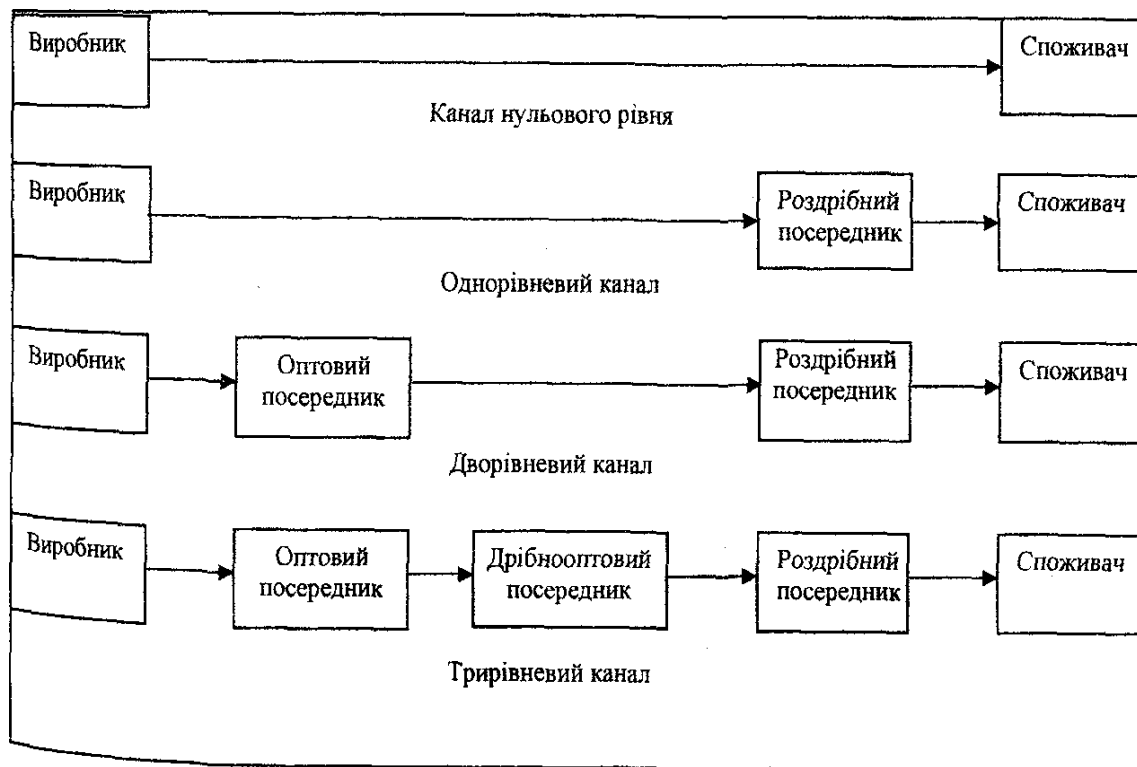 Виробник
Споживач
Канал нульового рівня
Виробник
Роздрібний
посередник
Споживач
Однорівневий канал
Виробник
Оптовий
посередник
Роздрібний
посередник
Споживач
Дворівневий канал
Виробник
Оптовий
посередник
Дрібнооптовий
посередник
Роздрібний
посередник
Споживач
Трирівневий канал